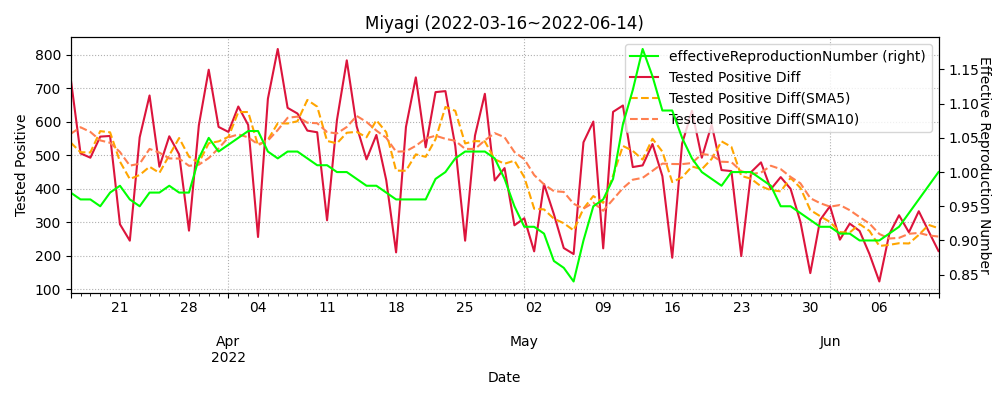 Miyagi (2022-03-16~2022-06-14)
effectiveReproductionNumber (right)
Tested Positive Diff
Tested Positive Diff(SMA5)
Tested Positive Diff(SMA10)
Tested Positive
800
700
600
500
400
300
200
100
1.15
1.10
1.05
1.00
0.95
0.90
0.85
Effective Reproduction Number
21 28 04 11 18 25 02 09 16 23 30 06
Apr May Jun
2022
Date